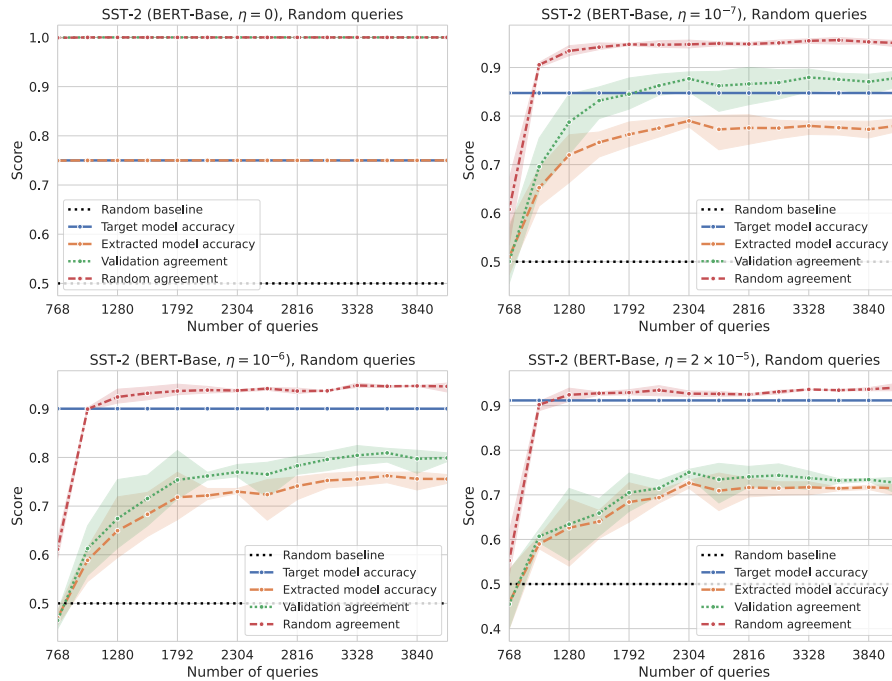 SST-2 (BERT-Base, η = 0), Random queries
1.0
0.9
0.8
0.7
0.6
0.5
Score
Random baseline
Target model accuracy
Extracted model accuracy
Validation agreement
Random agreement
768 1280 1792 2304 2816 3328 3840
Number of queries
SST-2 (BERT-Base, η = 10⁻⁷), Random queries
0.9
0.8
0.7
0.6
0.5
Score
Random baseline
Target model accuracy
Extracted model accuracy
Validation agreement
Random agreement
768 1280 1792 2304 2816 3328 3840
Number of queries
SST-2 (BERT-Base, η = 10⁻⁶), Random queries
0.9
0.8
0.7
0.6
0.5
Score
Random baseline
Target model accuracy
Extracted model accuracy
Validation agreement
Random agreement
768 1280 1792 2304 2816 3328 3840
Number of queries
SST-2 (BERT-Base, η = 2 × 10⁻⁵), Random queries
0.9
0.8
0.7
0.6
0.5
0.4
Score
Random baseline
Target model accuracy
Extracted model accuracy
Validation agreement
Random agreement
768 1280 1792 2304 2816 3328 3840
Number of queries